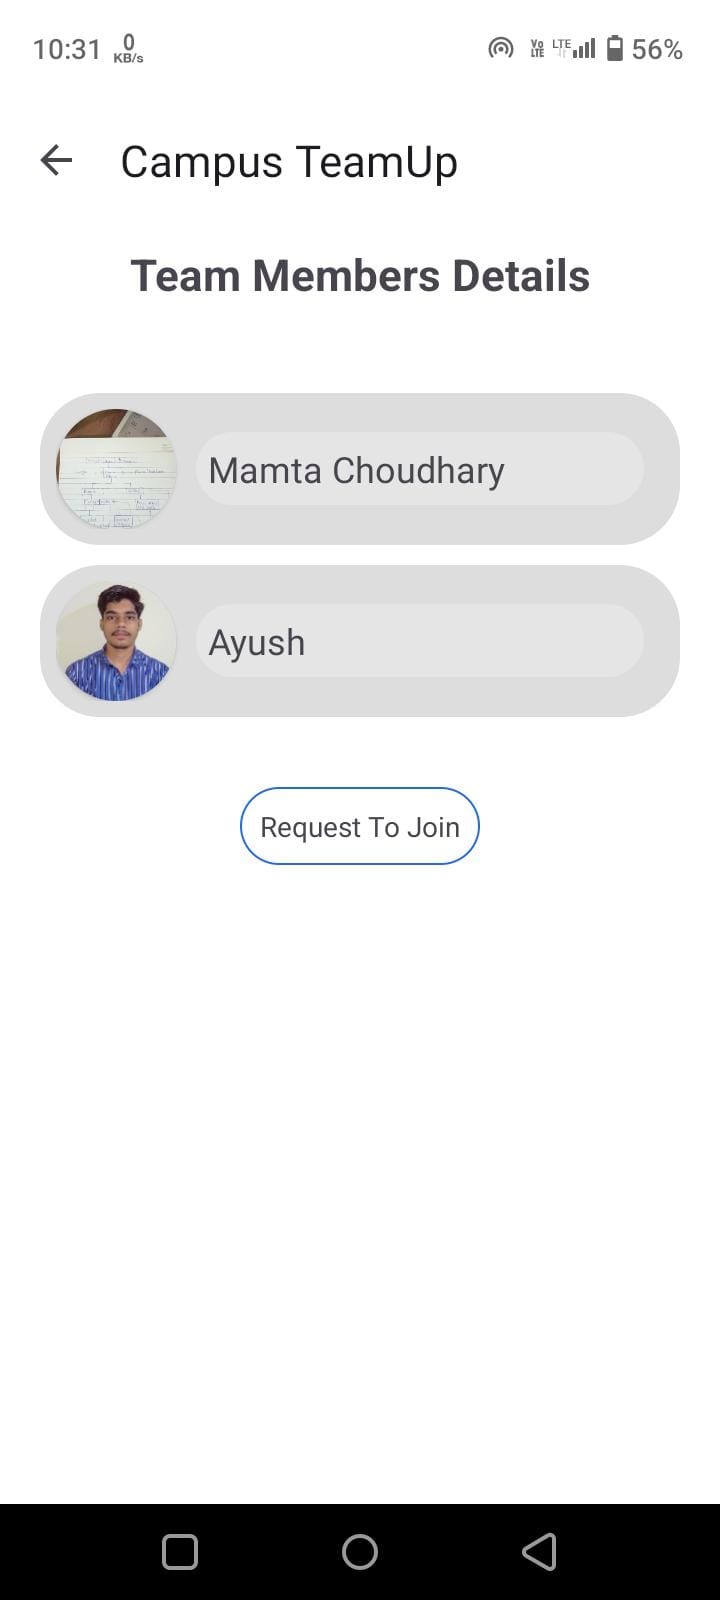 10:31 0 KB/s Vo LTE LTE 56%
Campus TeamUp
Team Members Details
Mamta Choudhary
Ayush
Request To Join